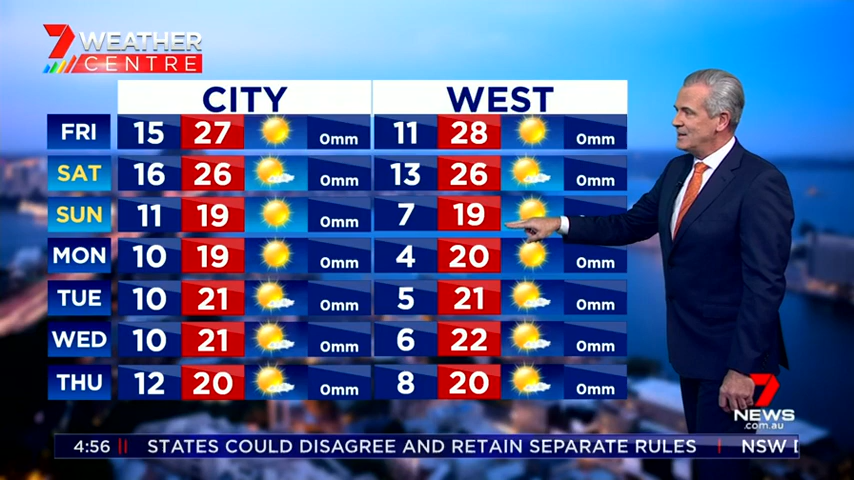 7 WEATHER
CENTRE
CITY WEST
FRI 15 27 0mm 11 28 0mm
SAT 16 26 0mm 13 26 0mm
SUN 11 19 0mm 7 19 0mm
MON 10 19 0mm 4 20 0mm
TUE 10 21 0mm 5 21 0mm
WED 10 21 0mm 6 22 0mm
THU 12 20 0mm 8 20 0mm
7
NEWS
.com.au
4:56 STATES COULD DISAGREE AND RETAIN SEPARATE RULES NSW